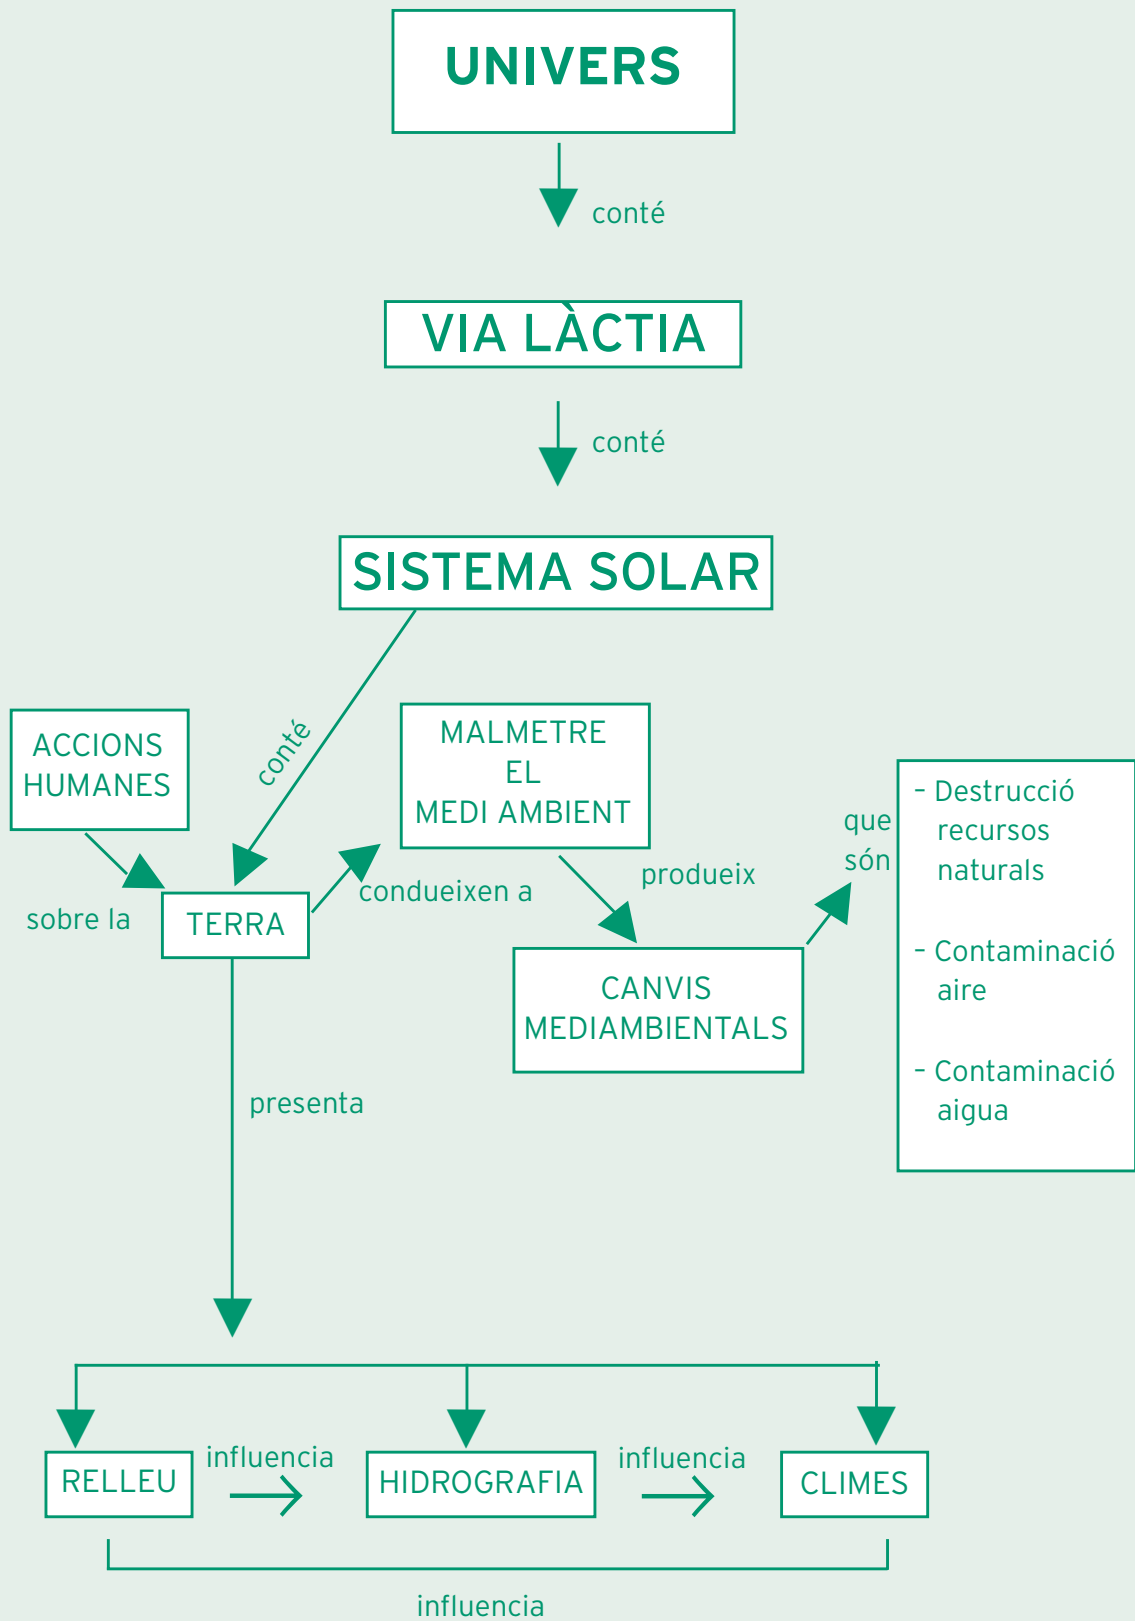 UNIVERS
conté
VIA LÀCTIA
conté
SISTEMA SOLAR
conté
ACCIONS
HUMANES
sobre la
TERRA
condueixen a
MALMETRE
EL
MEDI AMBIENT
produeix
CANVIS
MEDIAMBIENTALS
que
són
– Destrucció
recursos
naturals
– Contaminació
aire
– Contaminació
aigua
presenta
RELLEU
influencia
HIDROGRAFIA
influencia
CLIMES
influencia